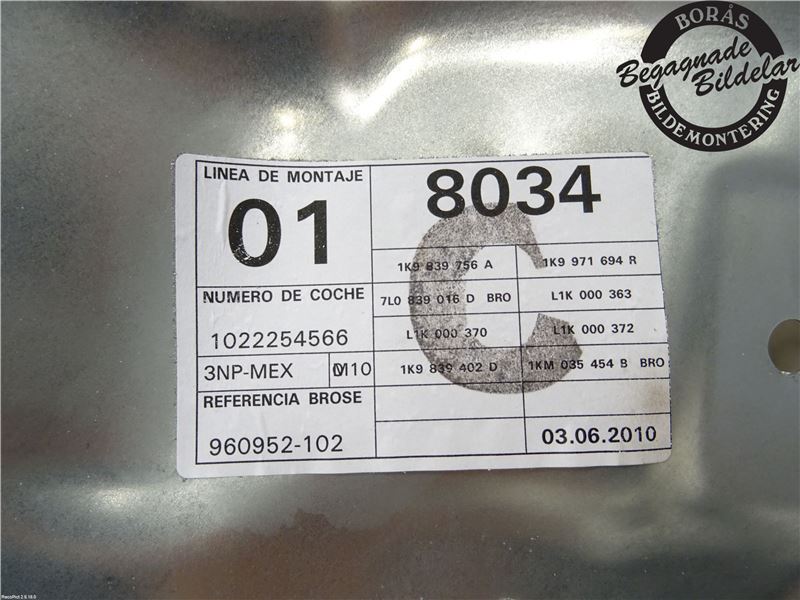 BORÅS
Begagnade
Bildelar
BILDEMONTERING
LINEA DE MONTAJE
01
8034
C
1K9 839 756 A 1K9 971 694 R
NUMERO DE COCHE
7L0 839 016 D BRO L1K 000 363
1022254566
L1K 000 370 L1K 000 372
3NP-MEX M10
1K9 839 402 D 1KM 035 454 B BRO
REFERENCIA BROSE
960952-102
03.06.2010